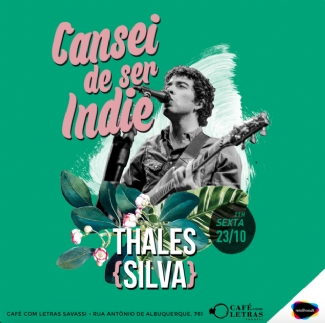 Cansei
de ser
Indie
21H
SEXTA
23/10
THALES
{SILVA}
CAFÉ COM LETRAS SAVASSI - RUA ANTÔNIO DE ALBUQUERQUE, 781
CAFÉ
COM
LETRAS